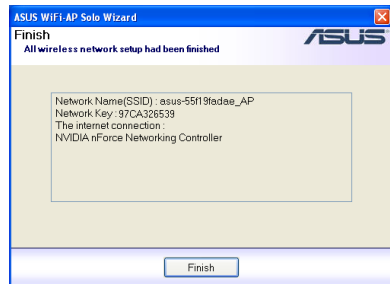 ASUS WiFi-AP Solo Wizard
Finish
All wireless network setup had been finished
ASUS
Network Name(SSID) : asus-55f19fadae_AP
Network Key : 97CA326539
The internet connection :
NVIDIA nForce Networking Controller
Finish